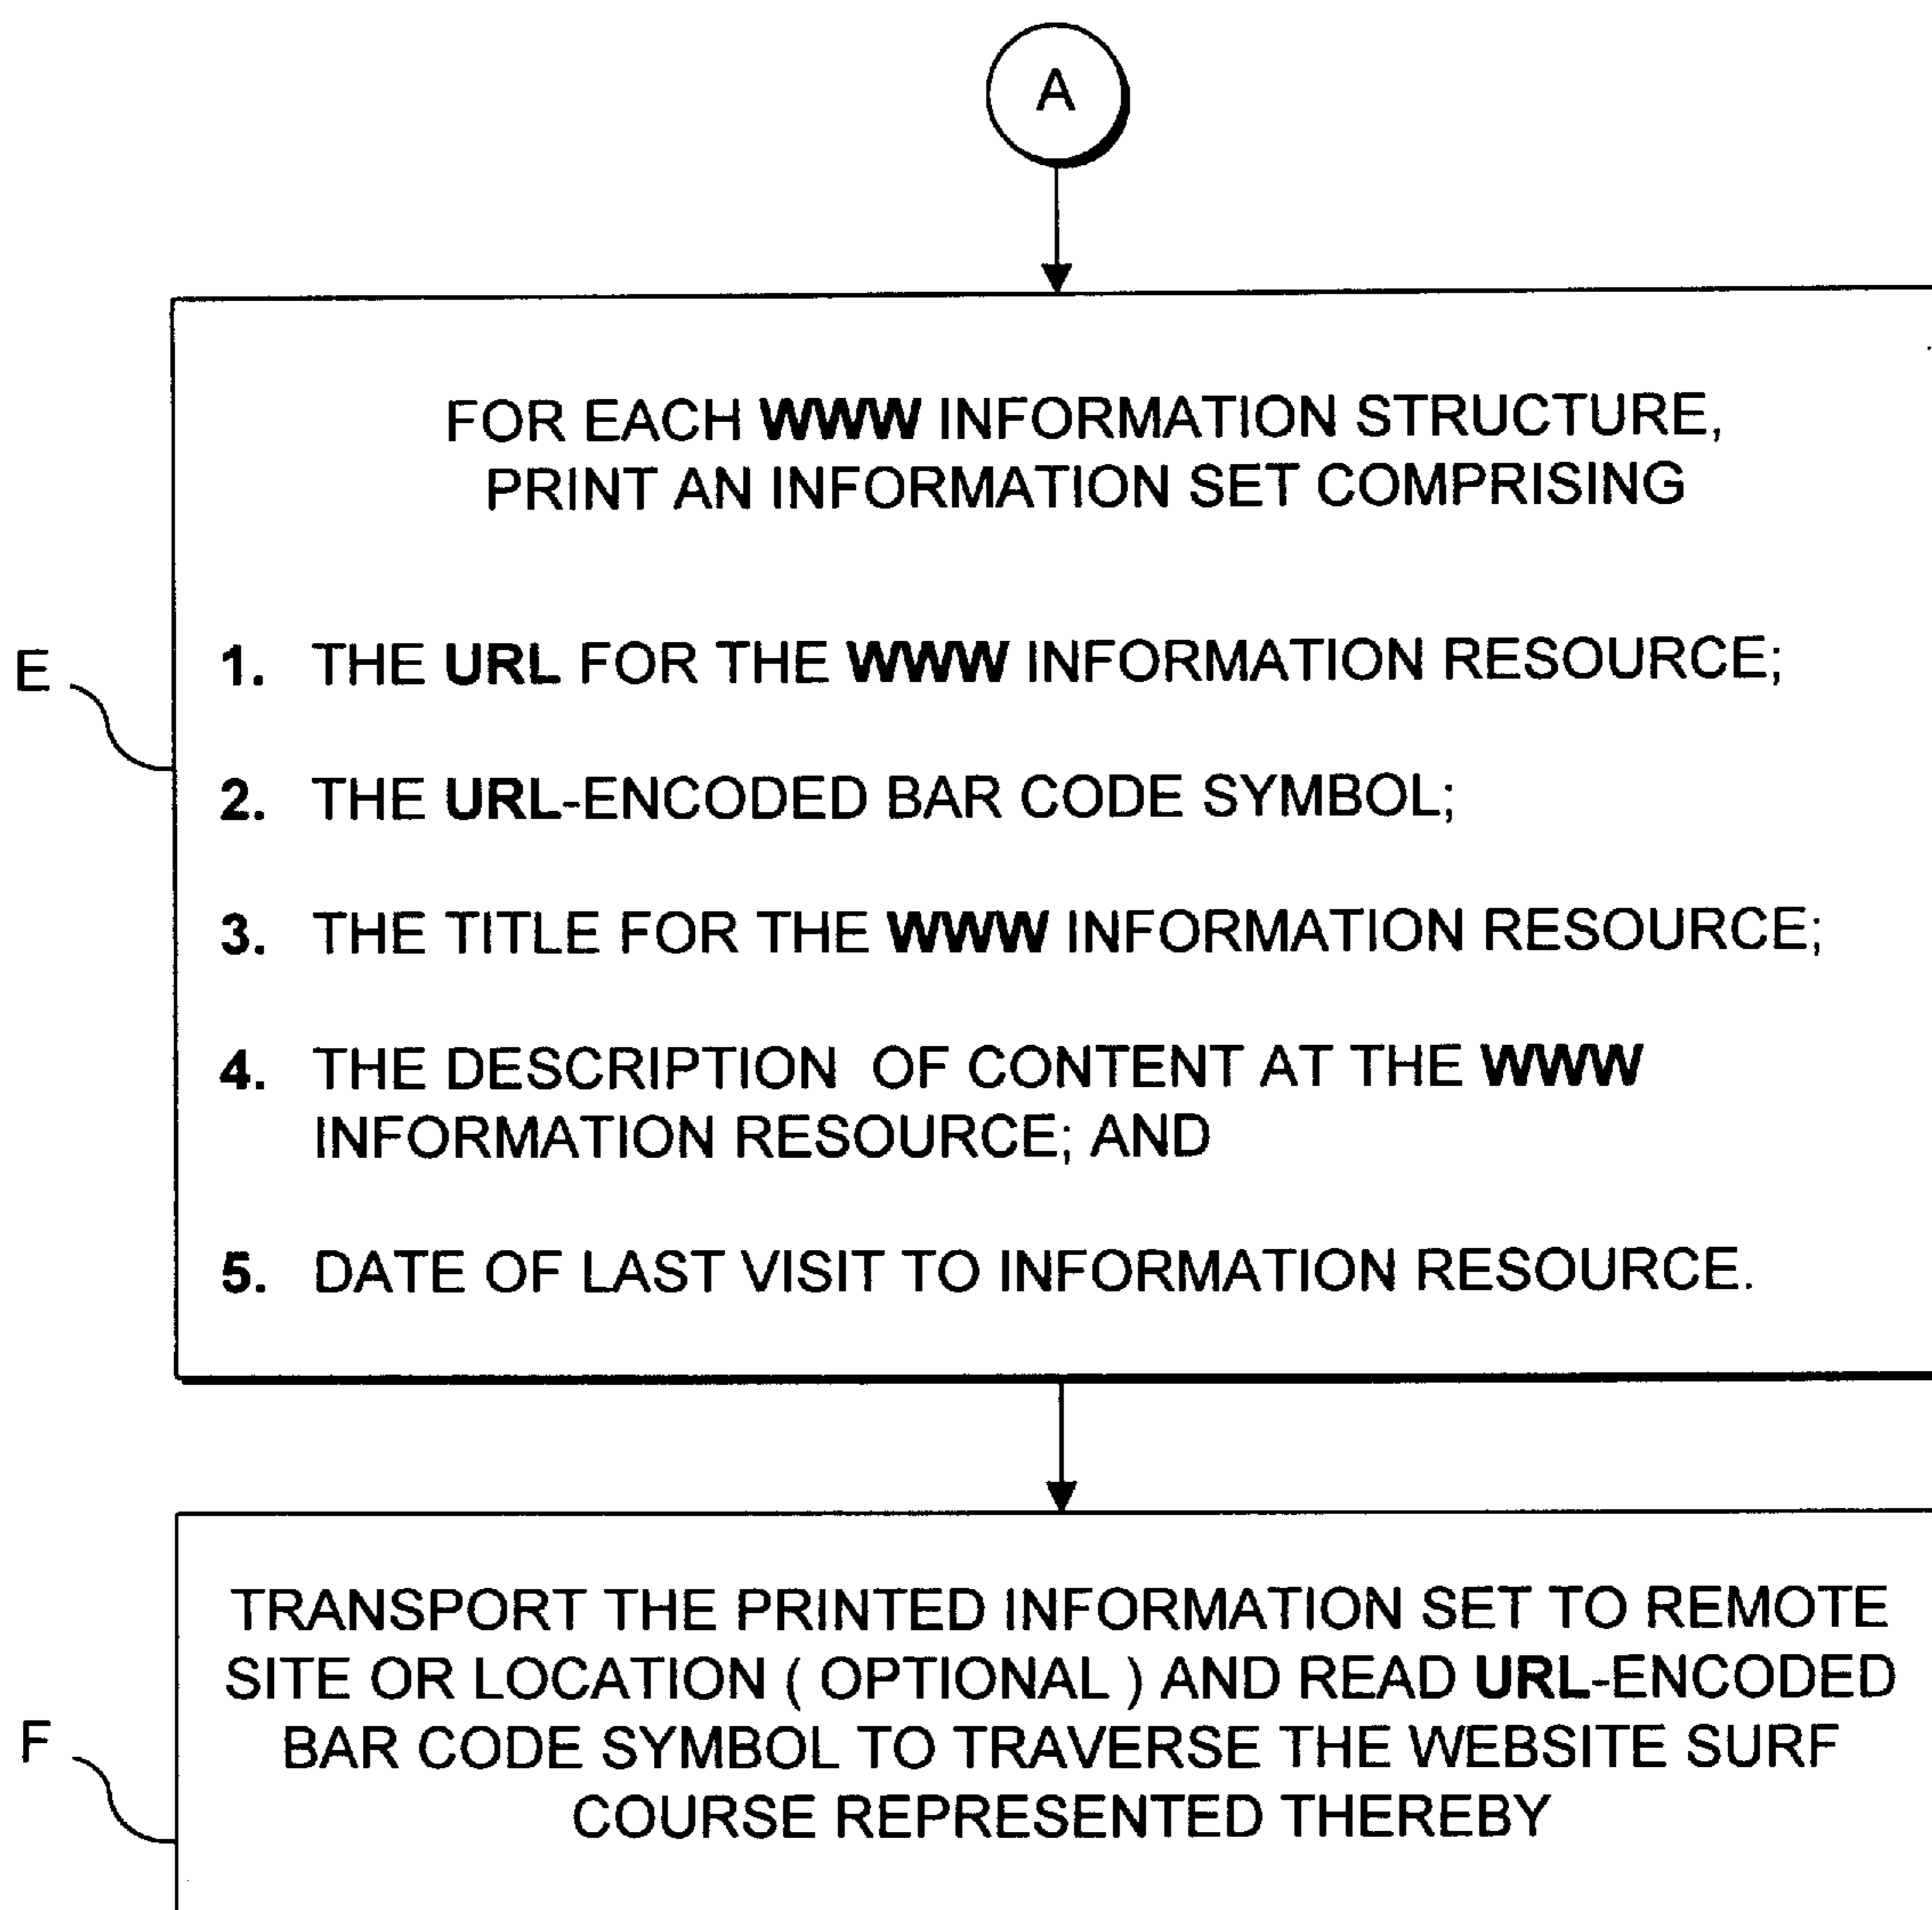 A
FOR EACH WWW INFORMATION STRUCTURE,
PRINT AN INFORMATION SET COMPRISING
E
1. THE URL FOR THE WWW INFORMATION RESOURCE;
2. THE URL-ENCODED BAR CODE SYMBOL;
3. THE TITLE FOR THE WWW INFORMATION RESOURCE;
4. THE DESCRIPTION OF CONTENT AT THE WWW
INFORMATION RESOURCE; AND
5. DATE OF LAST VISIT TO INFORMATION RESOURCE.
TRANSPORT THE PRINTED INFORMATION SET TO REMOTE
SITE OR LOCATION ( OPTIONAL ) AND READ URL-ENCODED
F
BAR CODE SYMBOL TO TRAVERSE THE WEBSITE SURF
COURSE REPRESENTED THEREBY